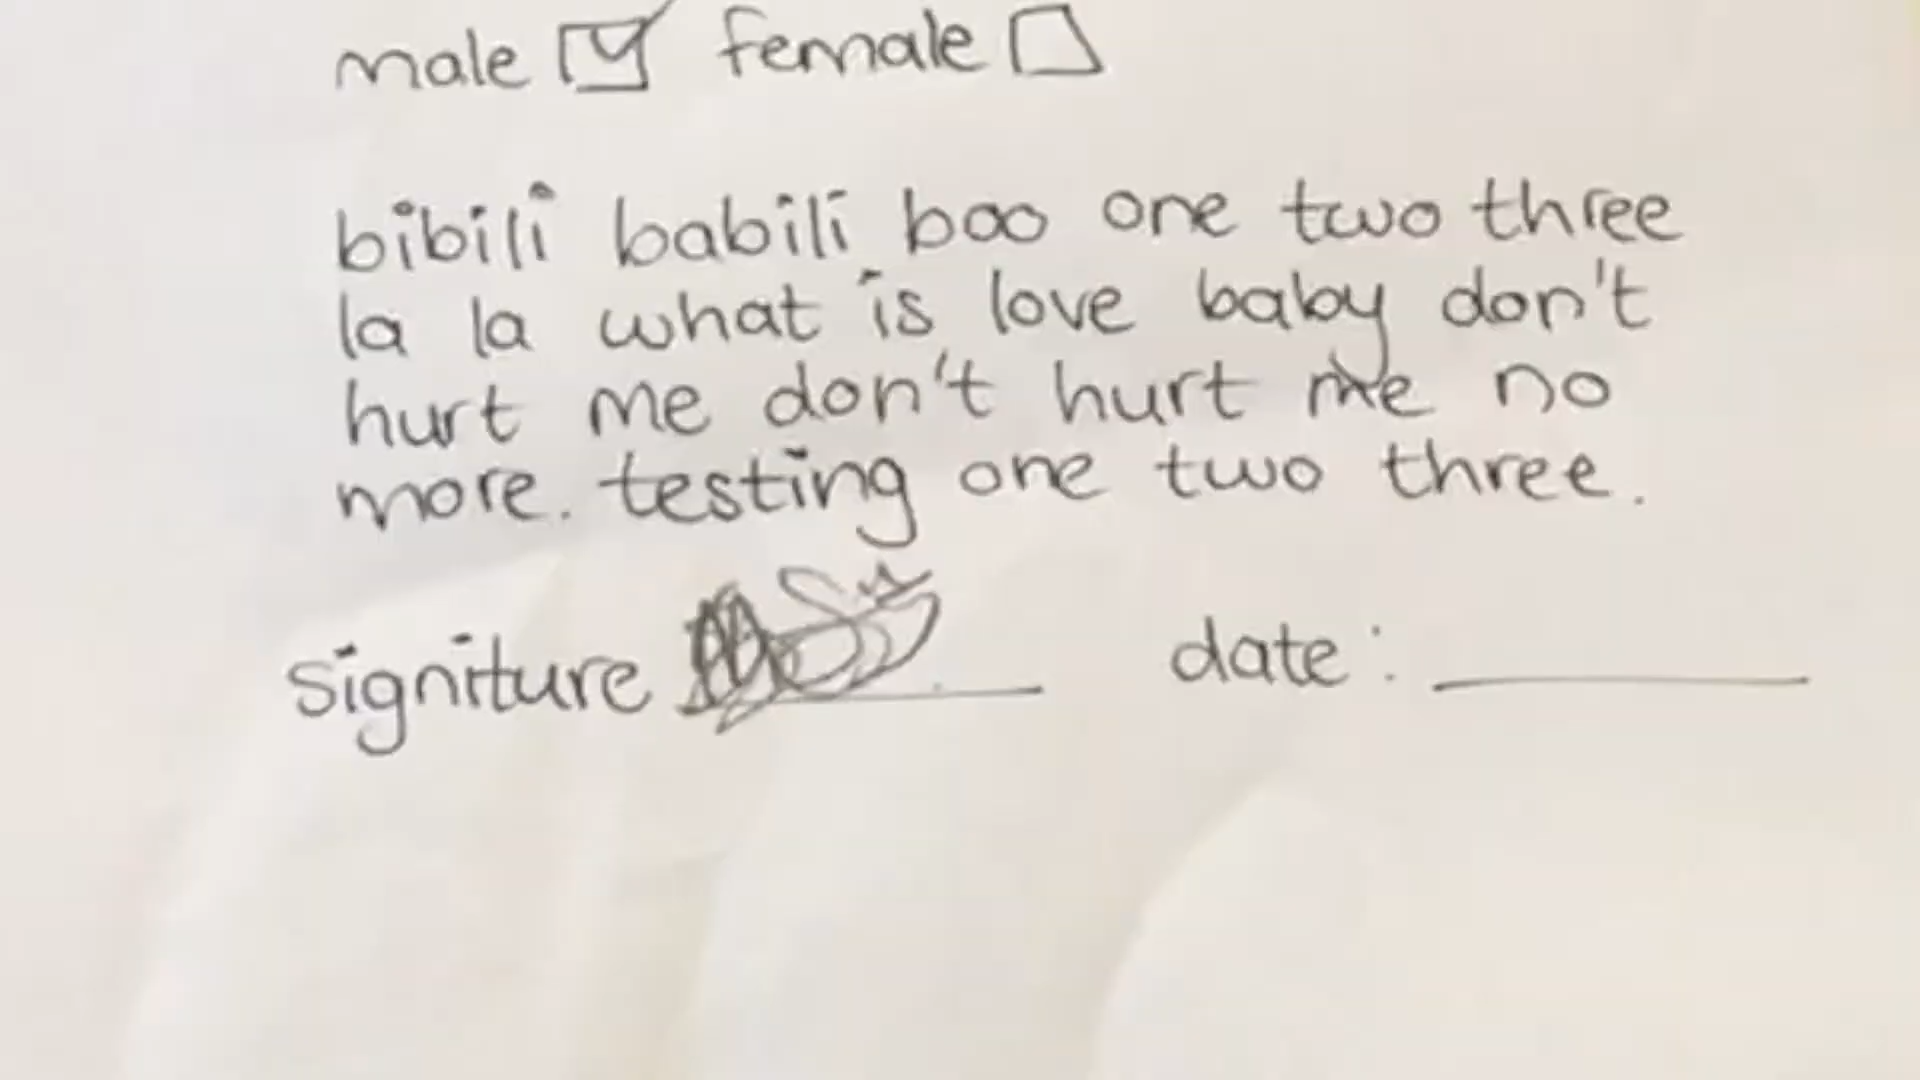 male ☑ female ☐
bibili babili boo one two three
la la what is love baby don't
hurt me don't hurt me no
more. testing one two three.
signiture date: